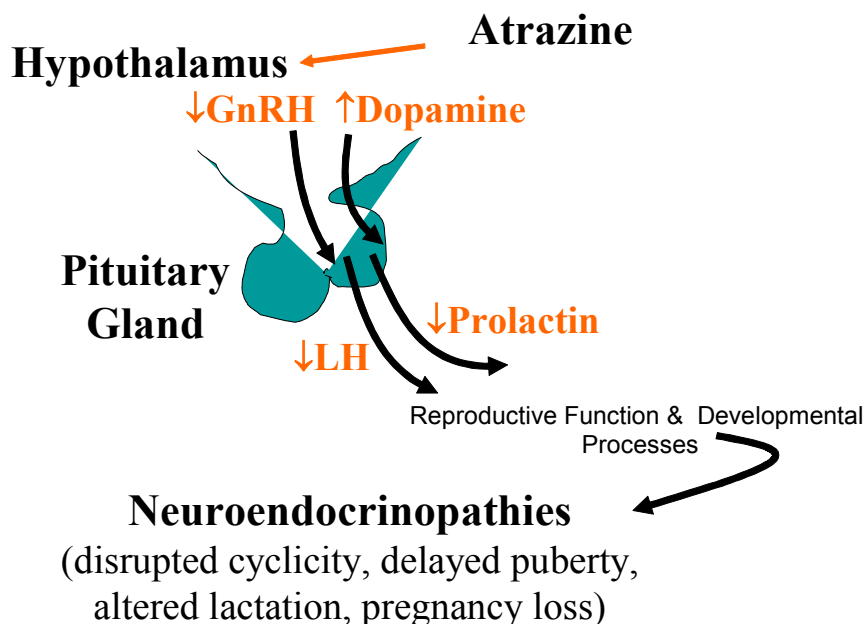 Atrazine
Hypothalamus
↓GnRH ↑Dopamine
Pituitary
Gland
↓Prolactin
↓LH
Reproductive Function & Developmental
Processes
Neuroendocrinopathies
(disrupted cyclicity, delayed puberty,
altered lactation, pregnancy loss)